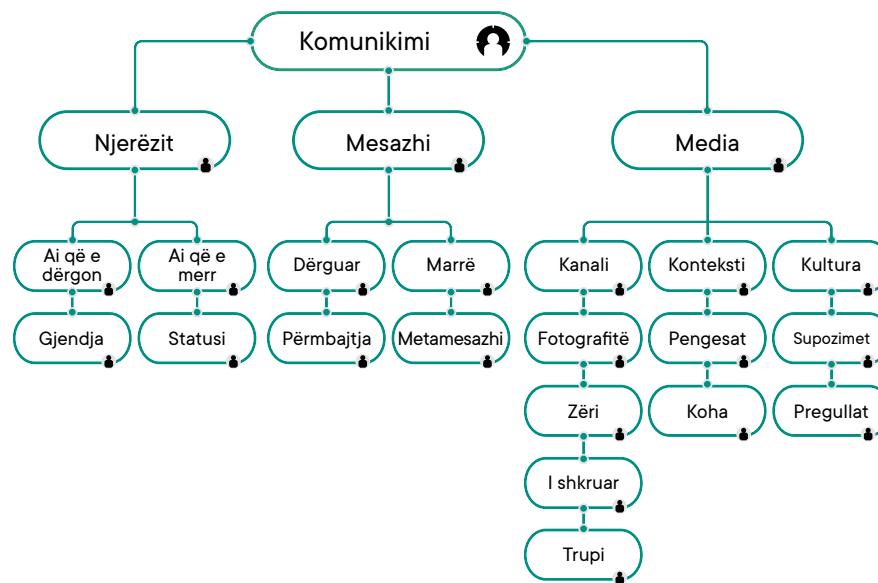 Komunikimi
Njerëzit
Mesazhi
Media
Ai që e
dërgon
Ai që e
merr
Dërguar
Marrë
Kanali
Konteksti
Kultura
Gjendja
Statusi
Përmbajtja
Metamesazhi
Fotografitë
Pengesat
Supozimet
Zëri
Koha
Pregullat
I shkruar
Trupi